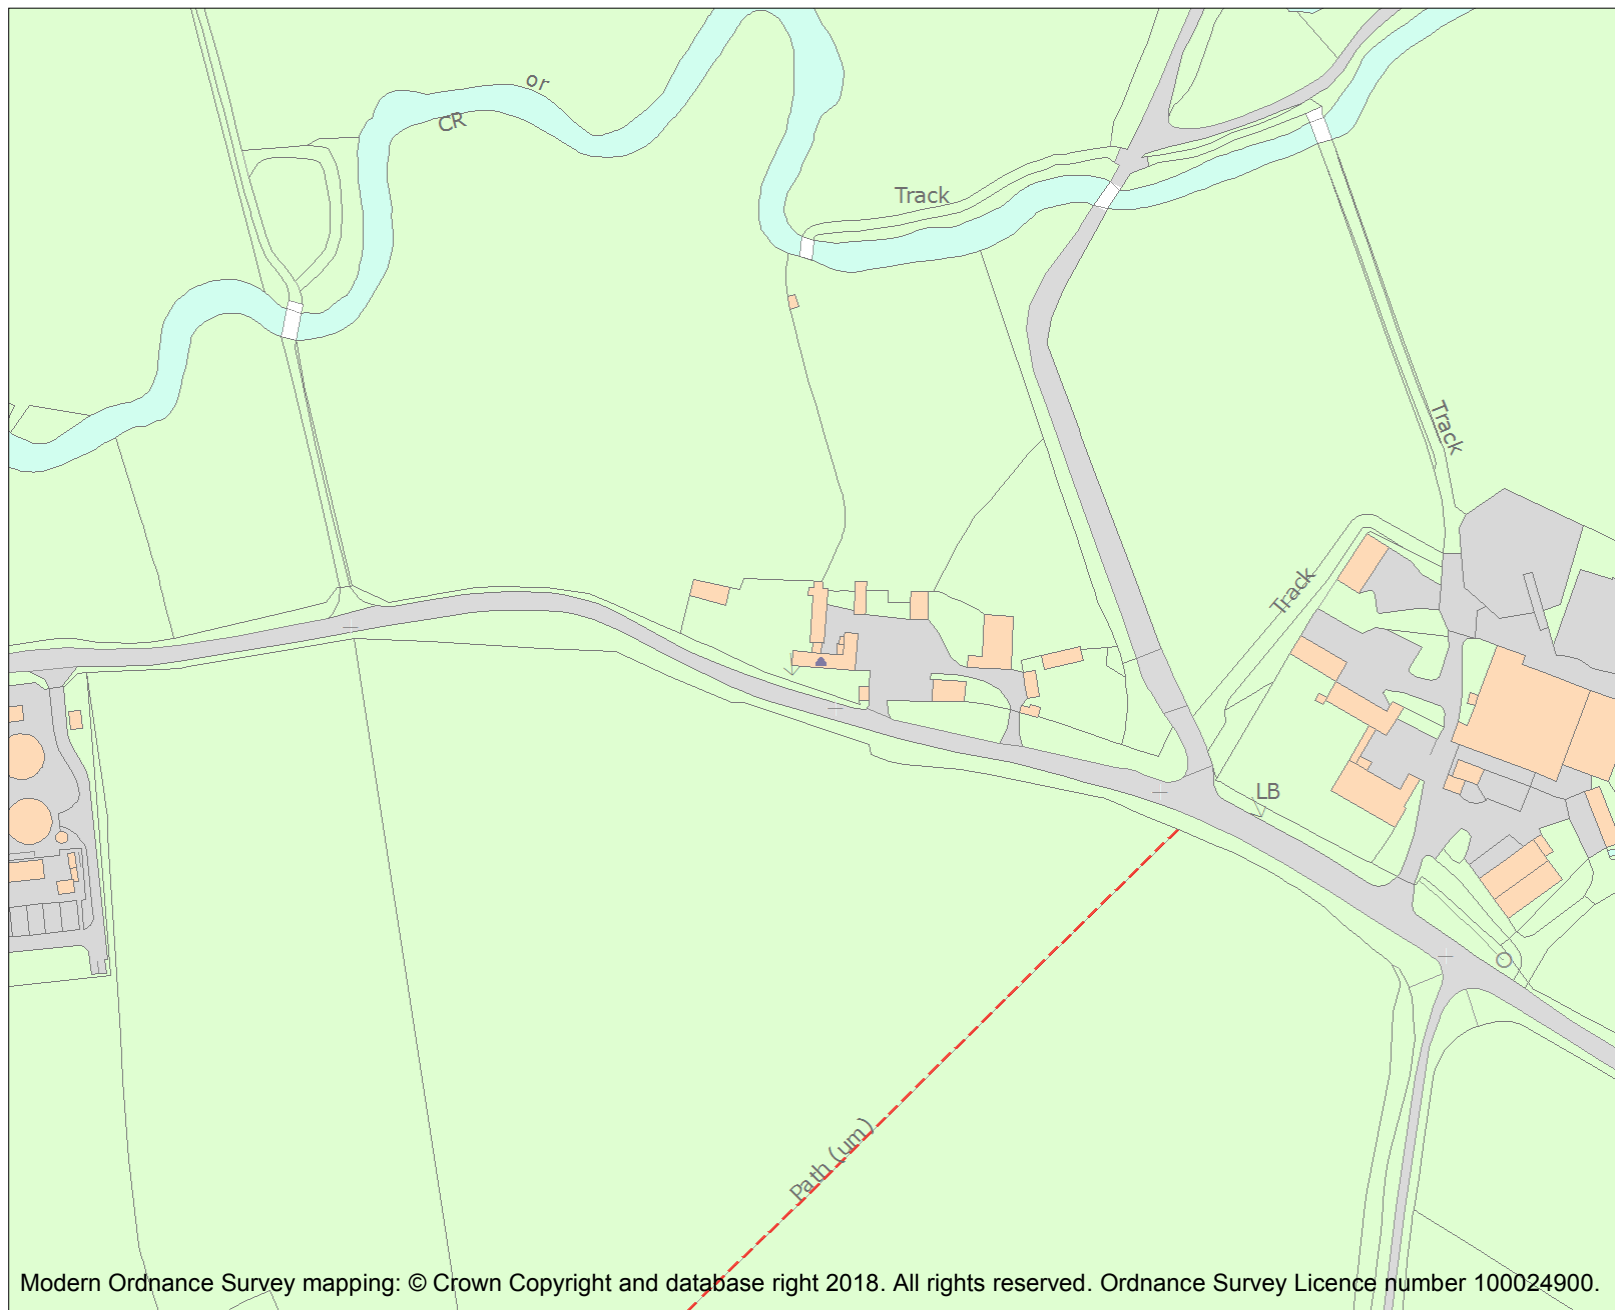 or
CR
Track
Track
Track
LB
Path (um)
Modern Ordnance Survey mapping: © Crown Copyright and database right 2018. All rights reserved. Ordnance Survey Licence number 100024900.